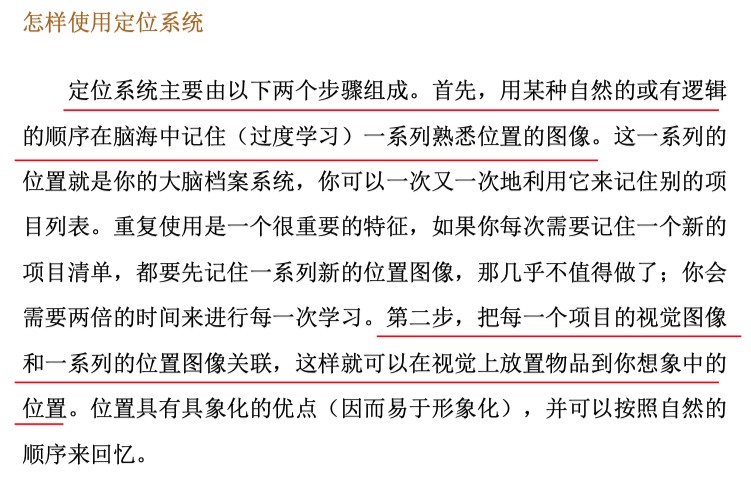 怎样使用定位系统
定位系统主要由以下两个步骤组成。首先，用某种自然的或有逻辑
的顺序在脑海中记住（过度学习）一系列熟悉位置的图像。这一系列的
位置就是你的大脑档案系统，你可以一次又一次地利用它来记住别的项
目列表。重复使用是一个很重要的特征，如果你每次需要记住一个新的
项目清单，都要先记住一系列新的位置图像，那几乎不值得做了；你会
需要两倍的时间来进行每一次学习。第二步，把每一个项目的视觉图像
和一系列的位置图像关联，这样就可以在视觉上放置物品到你想象中的
位置。位置具有具象化的优点（因而易于形象化），并可以按照自然的
顺序来回忆。